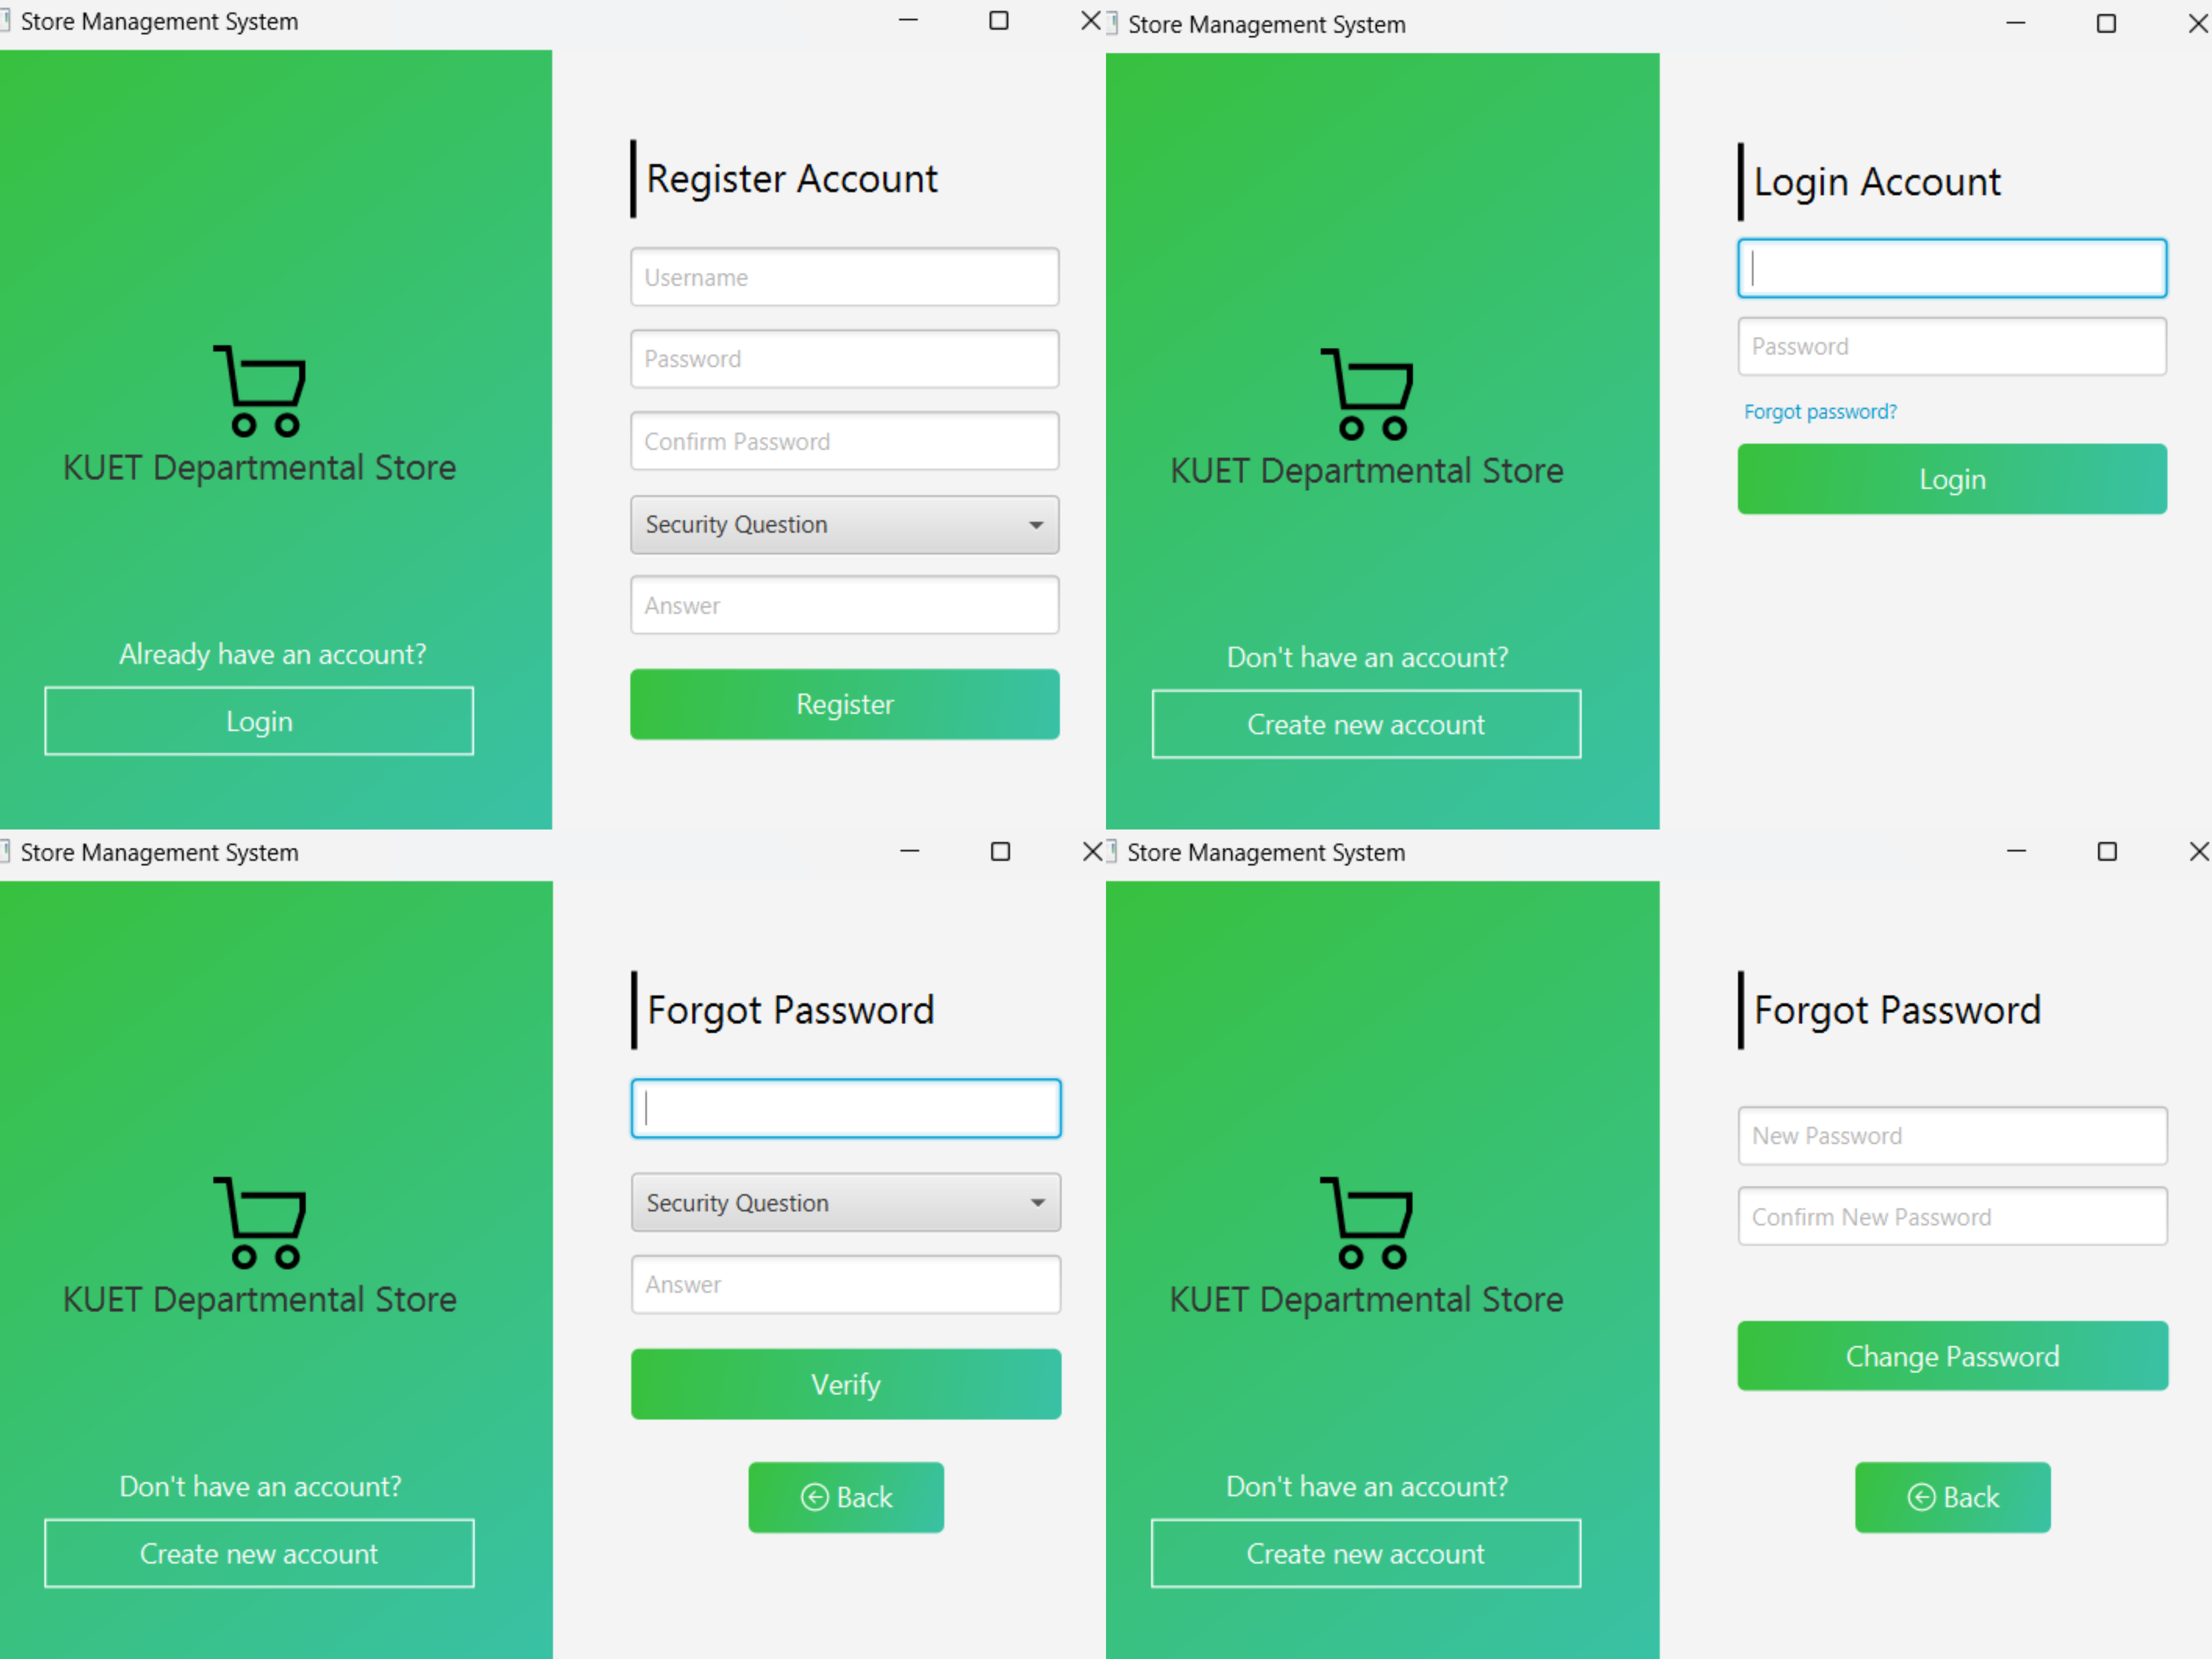 Store Management System
Register Account
Username
Password
Confirm Password
Security Question
Answer
Register
KUET Departmental Store
Already have an account?
Login
Store Management System
Login Account
Password
Forgot password?
Login
KUET Departmental Store
Don't have an account?
Create new account
Store Management System
Forgot Password
Security Question
Answer
Verify
Back
KUET Departmental Store
Don't have an account?
Create new account
Store Management System
Forgot Password
New Password
Confirm New Password
Change Password
Back
KUET Departmental Store
Don't have an account?
Create new account